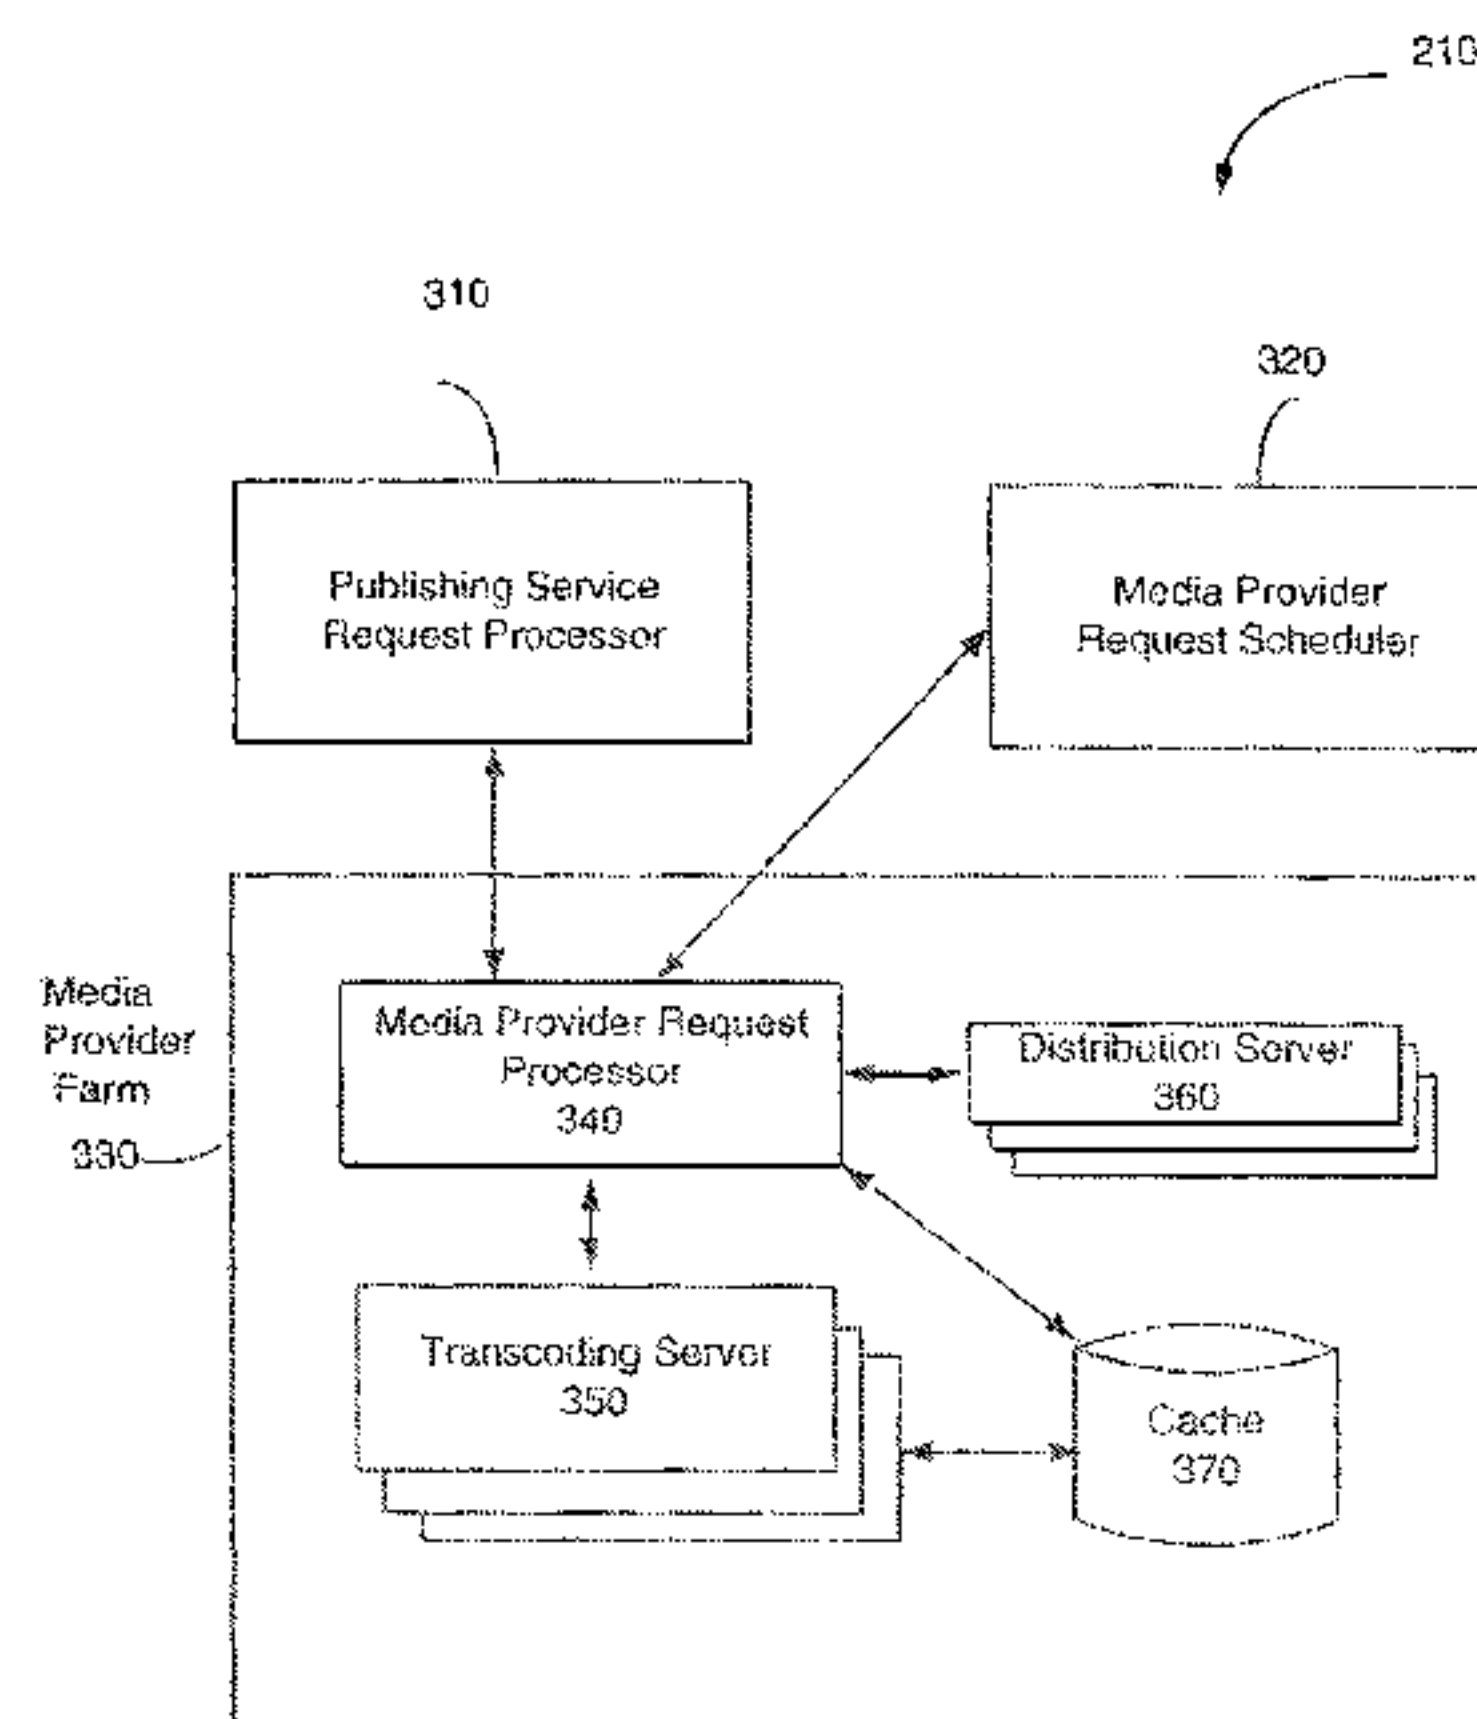 210
310
320
Publishing Service
Request Processor
Media Provider
Request Scheduler
Media
Provider
Farm
330
Media Provider Request
Processor
340
Distribution Server
360
Transcoding Server
350
Cache
370